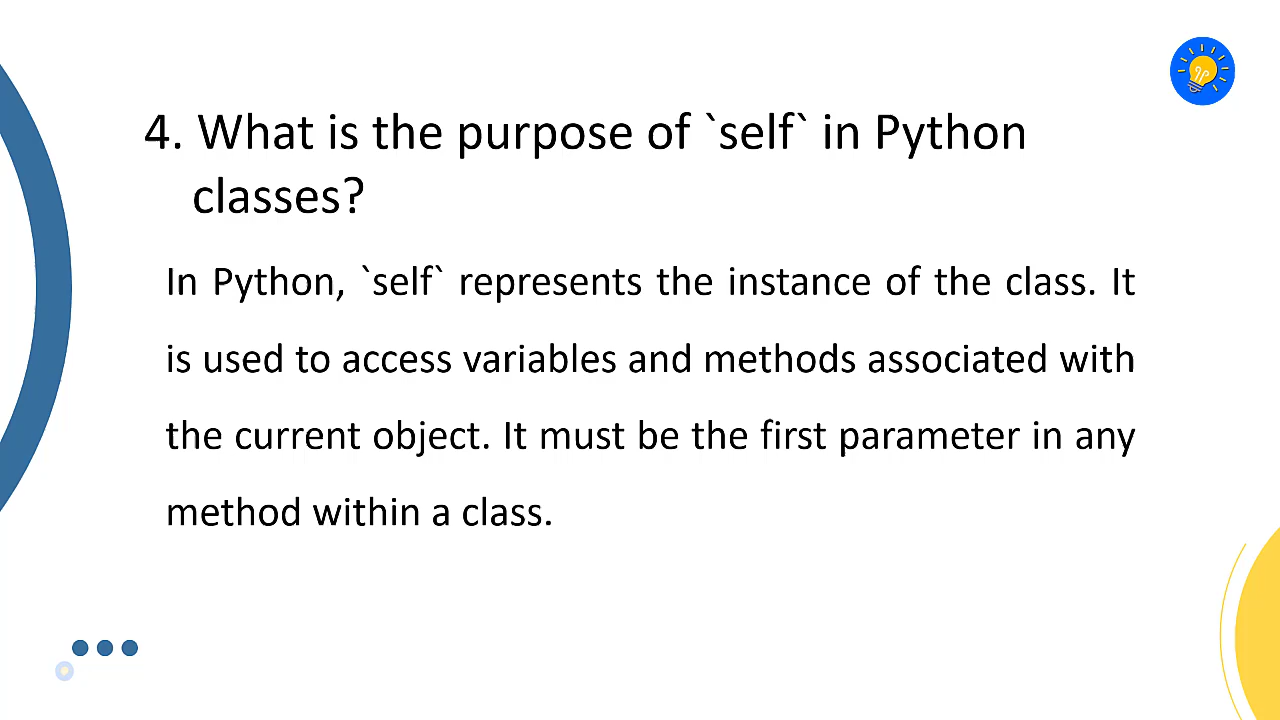 4. What is the purpose of `self` in Python
classes?
In Python, `self` represents the instance of the class. It
is used to access variables and methods associated with
the current object. It must be the first parameter in any
method within a class.